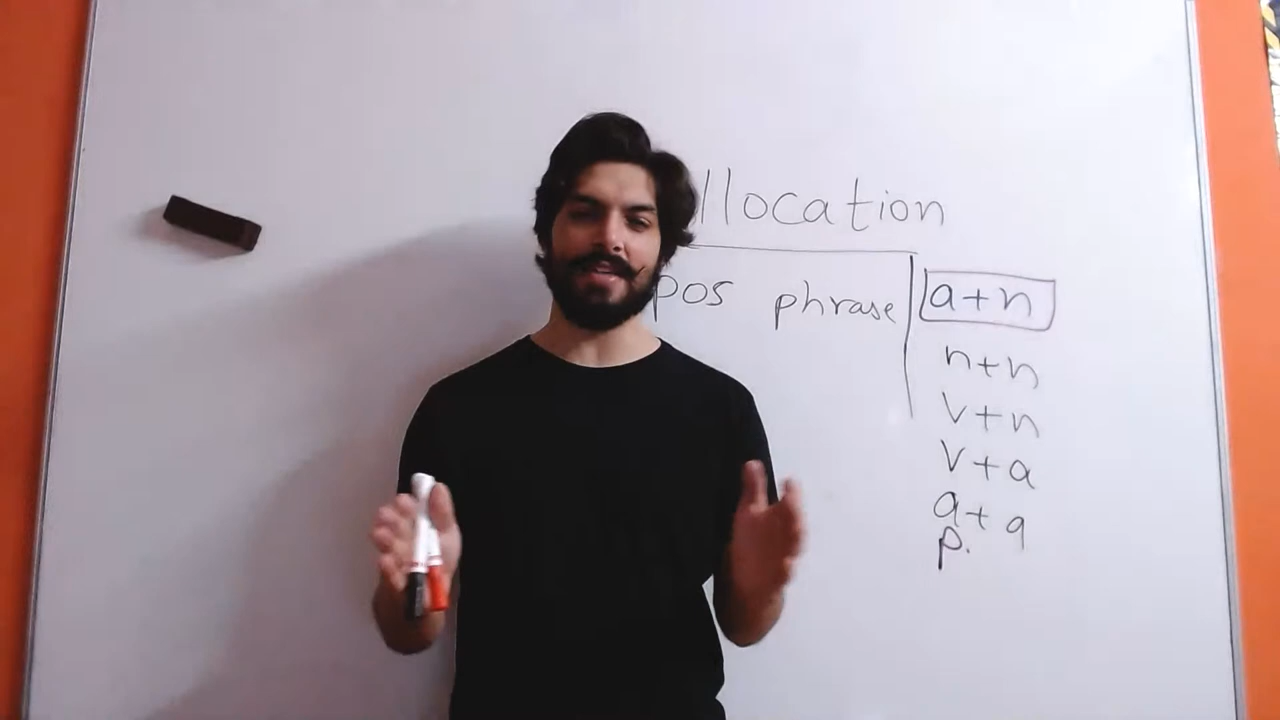 llocation
pos phrase
a+n
n+n
v+n
v+a
a+a
p.